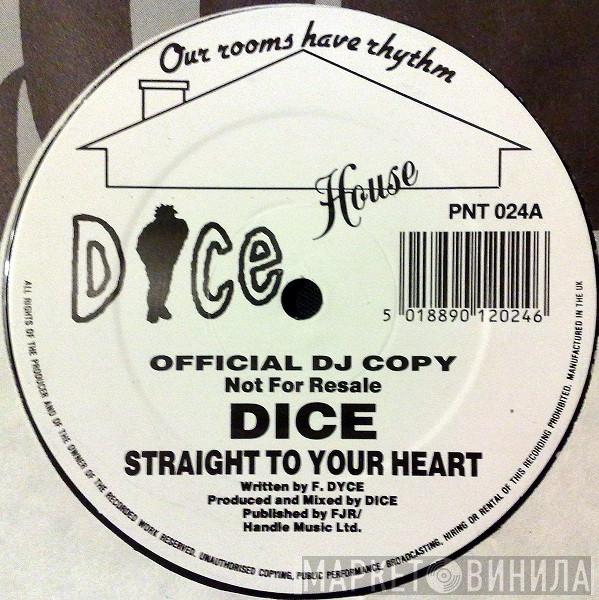 Our rooms have rhythm
House
DiCe
PNT 024A
5 018890 120246
OFFICIAL DJ COPY
Not For Resale
DICE
STRAIGHT TO YOUR HEART
Written by F. DYCE
Produced and Mixed by DICE
Published by FJR/
Handle Music Ltd.
ALL RIGHTS OF THE PRODUCER AND OF THE OWNER OF THE RECORDED WORK RESERVED. UNAUTHORISED COPYING, PUBLIC PERFORMANCE, BROADCASTING, HIRING OR RENTAL OF THIS RECORDING PROHIBITED. MANUFACTURED IN THE UK
МАРКЕТ ВИНИЛА